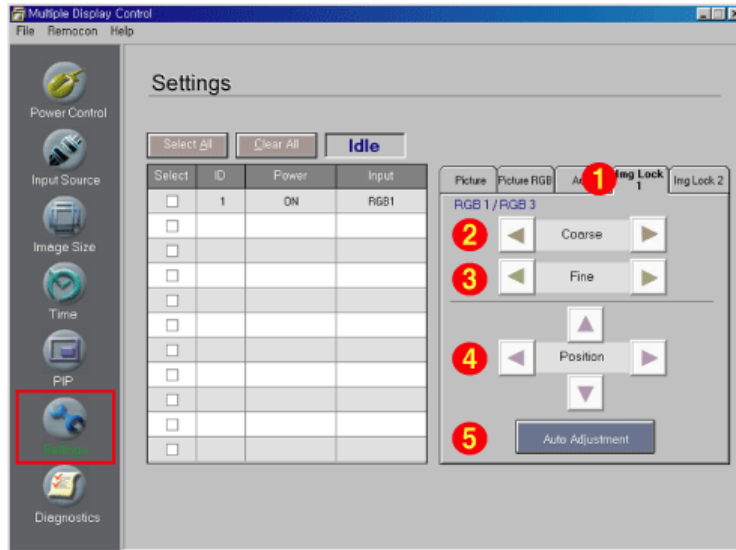 Multiple Display Control
File Remocon Help
Power Control
Input Source
Image Size
Time
PIP
Settings
Diagnostics
Settings
Select All Clear All Idle
Select ID Power Input
1 ON RGB1
Picture Picture RGB 1 Img Lock 1 Img Lock 2
RGB 1 / RGB 3
2 Coarse
3 Fine
4 Position
5 Auto Adjustment